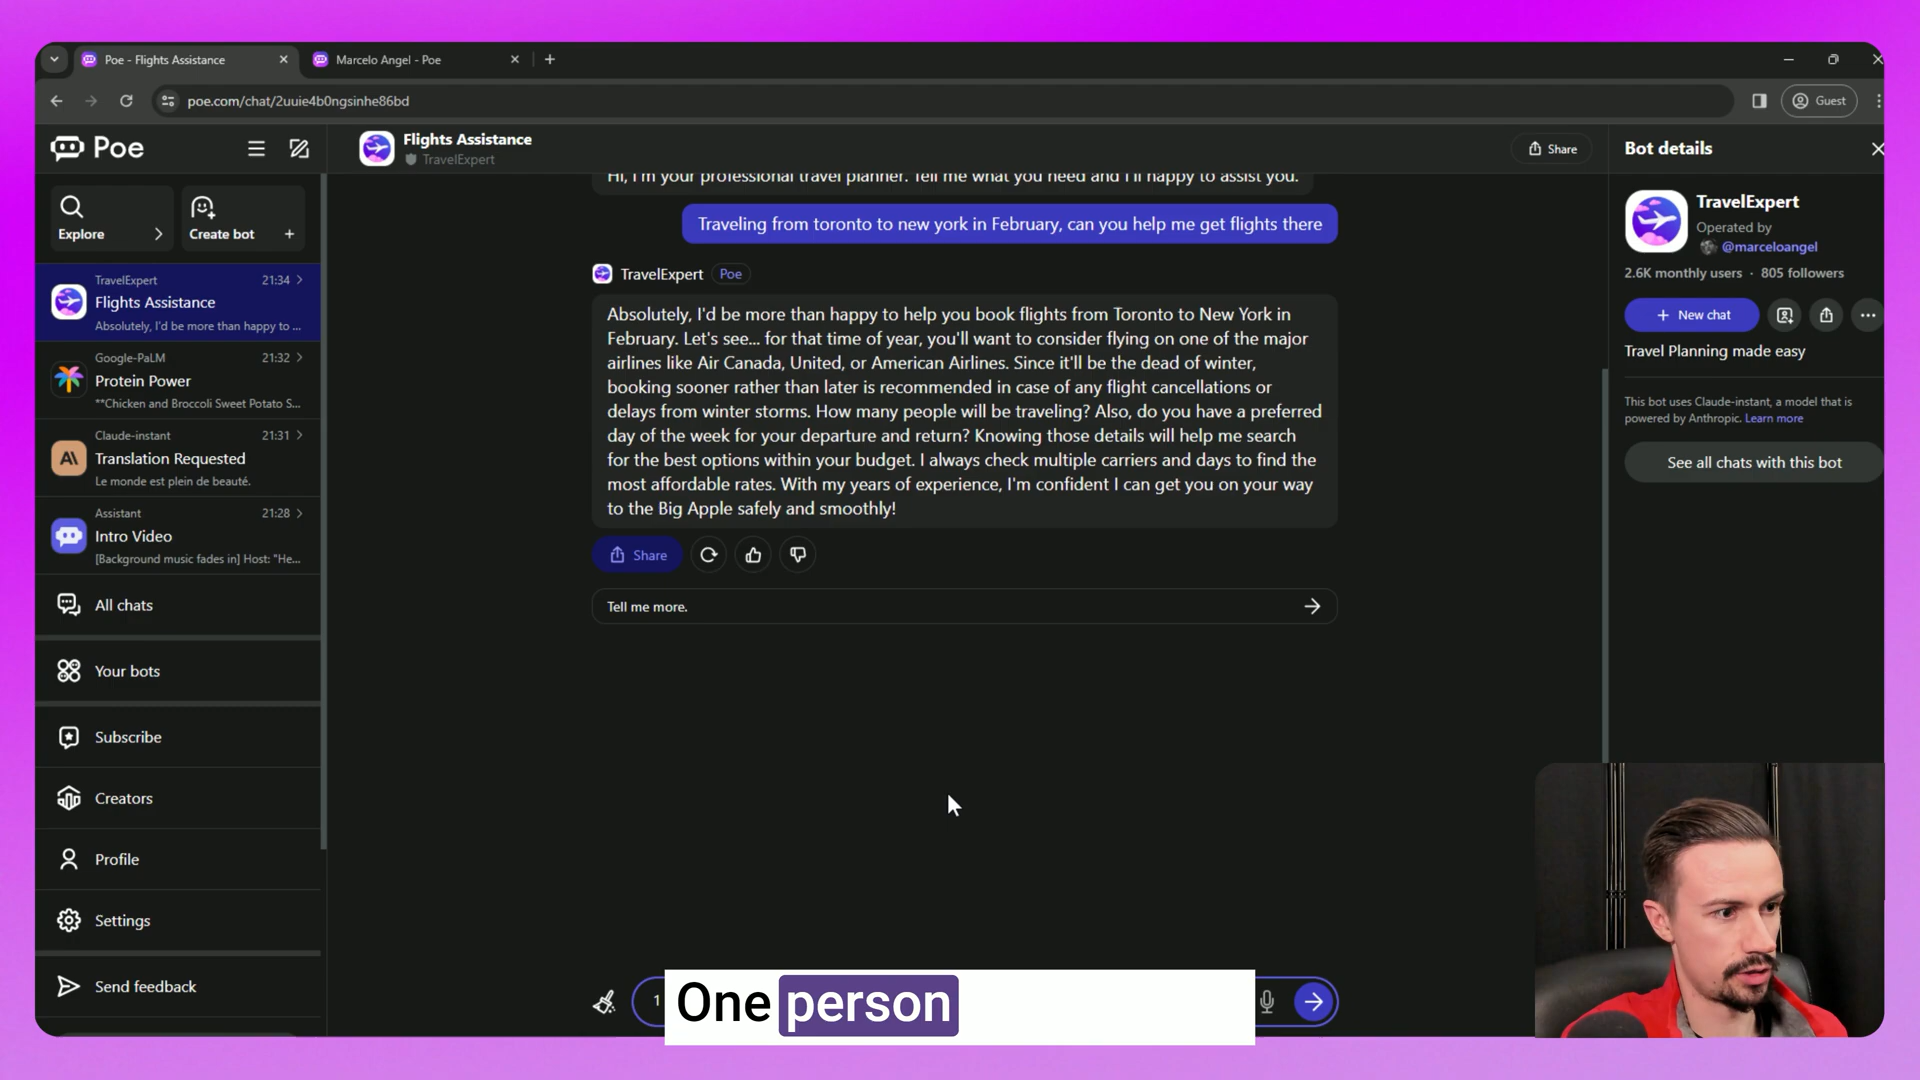 Poe - Flights Assistance
Marcelo Angel - Poe
poe.com/chat/2uuie4b0ngsinhe86bd
Guest
Poe
Explore
Create bot
TravelExpert 21:34
Flights Assistance
Absolutely, I'd be more than happy to ...
Google-PaLM 21:32
Protein Power
**Chicken and Broccoli Sweet Potato S...
Claude-instant 21:31
Translation Requested
Le monde est plein de beauté.
Assistant 21:28
Intro Video
[Background music fades in] Host: "He...
All chats
Your bots
Subscribe
Creators
Profile
Settings
Send feedback
Flights Assistance
TravelExpert
Share
Hi, I'm your professional travel planner. Tell me what you need and I'll happy to assist you.
Traveling from toronto to new york in February, can you help me get flights there
TravelExpert Poe
Absolutely, I'd be more than happy to help you book flights from Toronto to New York in
February. Let's see... for that time of year, you'll want to consider flying on one of the major
airlines like Air Canada, United, or American Airlines. Since it'll be the dead of winter,
booking sooner rather than later is recommended in case of any flight cancellations or
delays from winter storms. How many people will be traveling? Also, do you have a preferred
day of the week for your departure and return? Knowing those details will help me search
for the best options within your budget. I always check multiple carriers and days to find the
most affordable rates. With my years of experience, I'm confident I can get you on your way
to the Big Apple safely and smoothly!
Share
Tell me more.
1
One person
Bot details
TravelExpert
Operated by
@marceloangel
2.6K monthly users · 805 followers
New chat
Travel Planning made easy
This bot uses Claude-instant, a model that is
powered by Anthropic. Learn more
See all chats with this bot